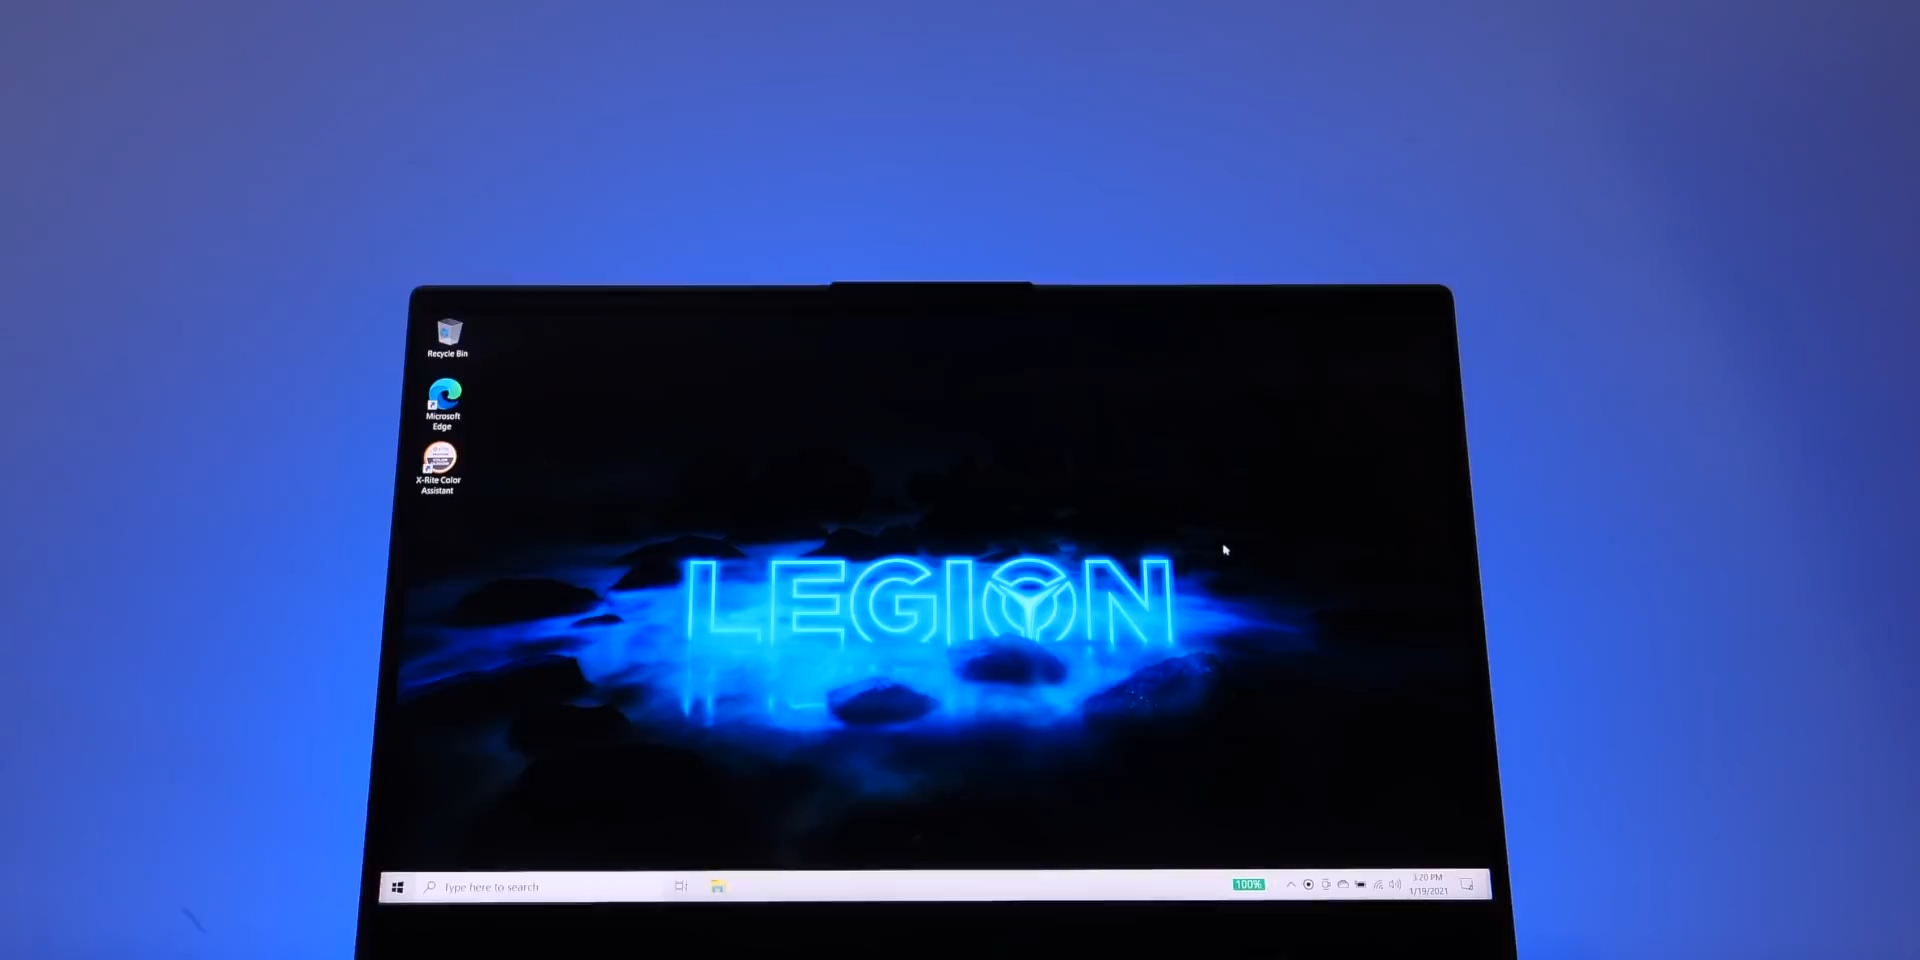 Recycle Bin
Microsoft
Edge
X-Rite Color
Assistant
LEGION
Type here to search
100%
3:20 PM
1/19/2021